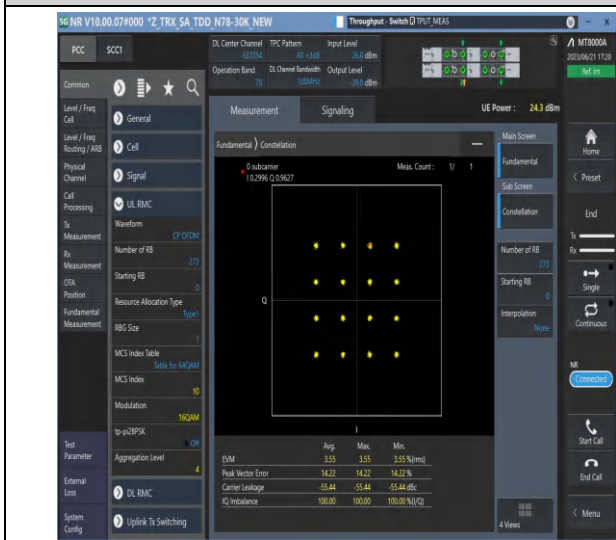 5G NR V10.00.07#000 *Z_TRX_SA_TDD_N78-30K_NEW
Throughput - Switch TPUT_MEAS
PCC SCC1
DL Center Channel TPC Pattern Input Level
633334 All +3dB 26.0 dBm
Operation Band DL Channel Bandwidth Output Level
78, 100MHz -39.0 dBm
MT8000A
2023/06/21 17:20
Ref. Int
Common
Measurement Signaling
UE Power : 24.3 dBm
Level / Freq
Cell
Level / Freq
Routing / ARB
Physical
Channel
Call
Processing
Tx
Measurement
Rx
Measurement
OTA
Position
Fundamental
Measurement
Test
Parameter
External
Loss
System
Config
General
Cell
Signal
UL RMC
Waveform
CP OFDM
Number of RB
273
Starting RB
0
Resource Allocation Type
Type1
RBG Size
1
MCS Index Table
Table for 64QAM
MCS Index
10
Modulation
16QAM
tp-pi2BPSK
Off
Aggregation Level
4
DL RMC
Uplink Tx Switching
Fundamental Constellation
0 subcarrier Meas. Count : 1/ 1
I 0.2996 Q 0.9627
Q
I
Avg. Max. Min.
EVM 3.55 3.55 3.55 %(rms)
Peak Vector Error 14.22 14.22 14.22 %
Carrier Leakage -55.44 -55.44 -55.44 dBc
IQ Imbalance 100.00 100.00 100.00 %(I/Q)
Main Screen
Fundamental
Sub Screen
Constellation
Number of RB
273
Starting RB
0
Interpolation
None
4 Views
Home
Preset
End
Tx
Rx
Single
Continuous
NR
Connected
Start Call
End Call
Menu